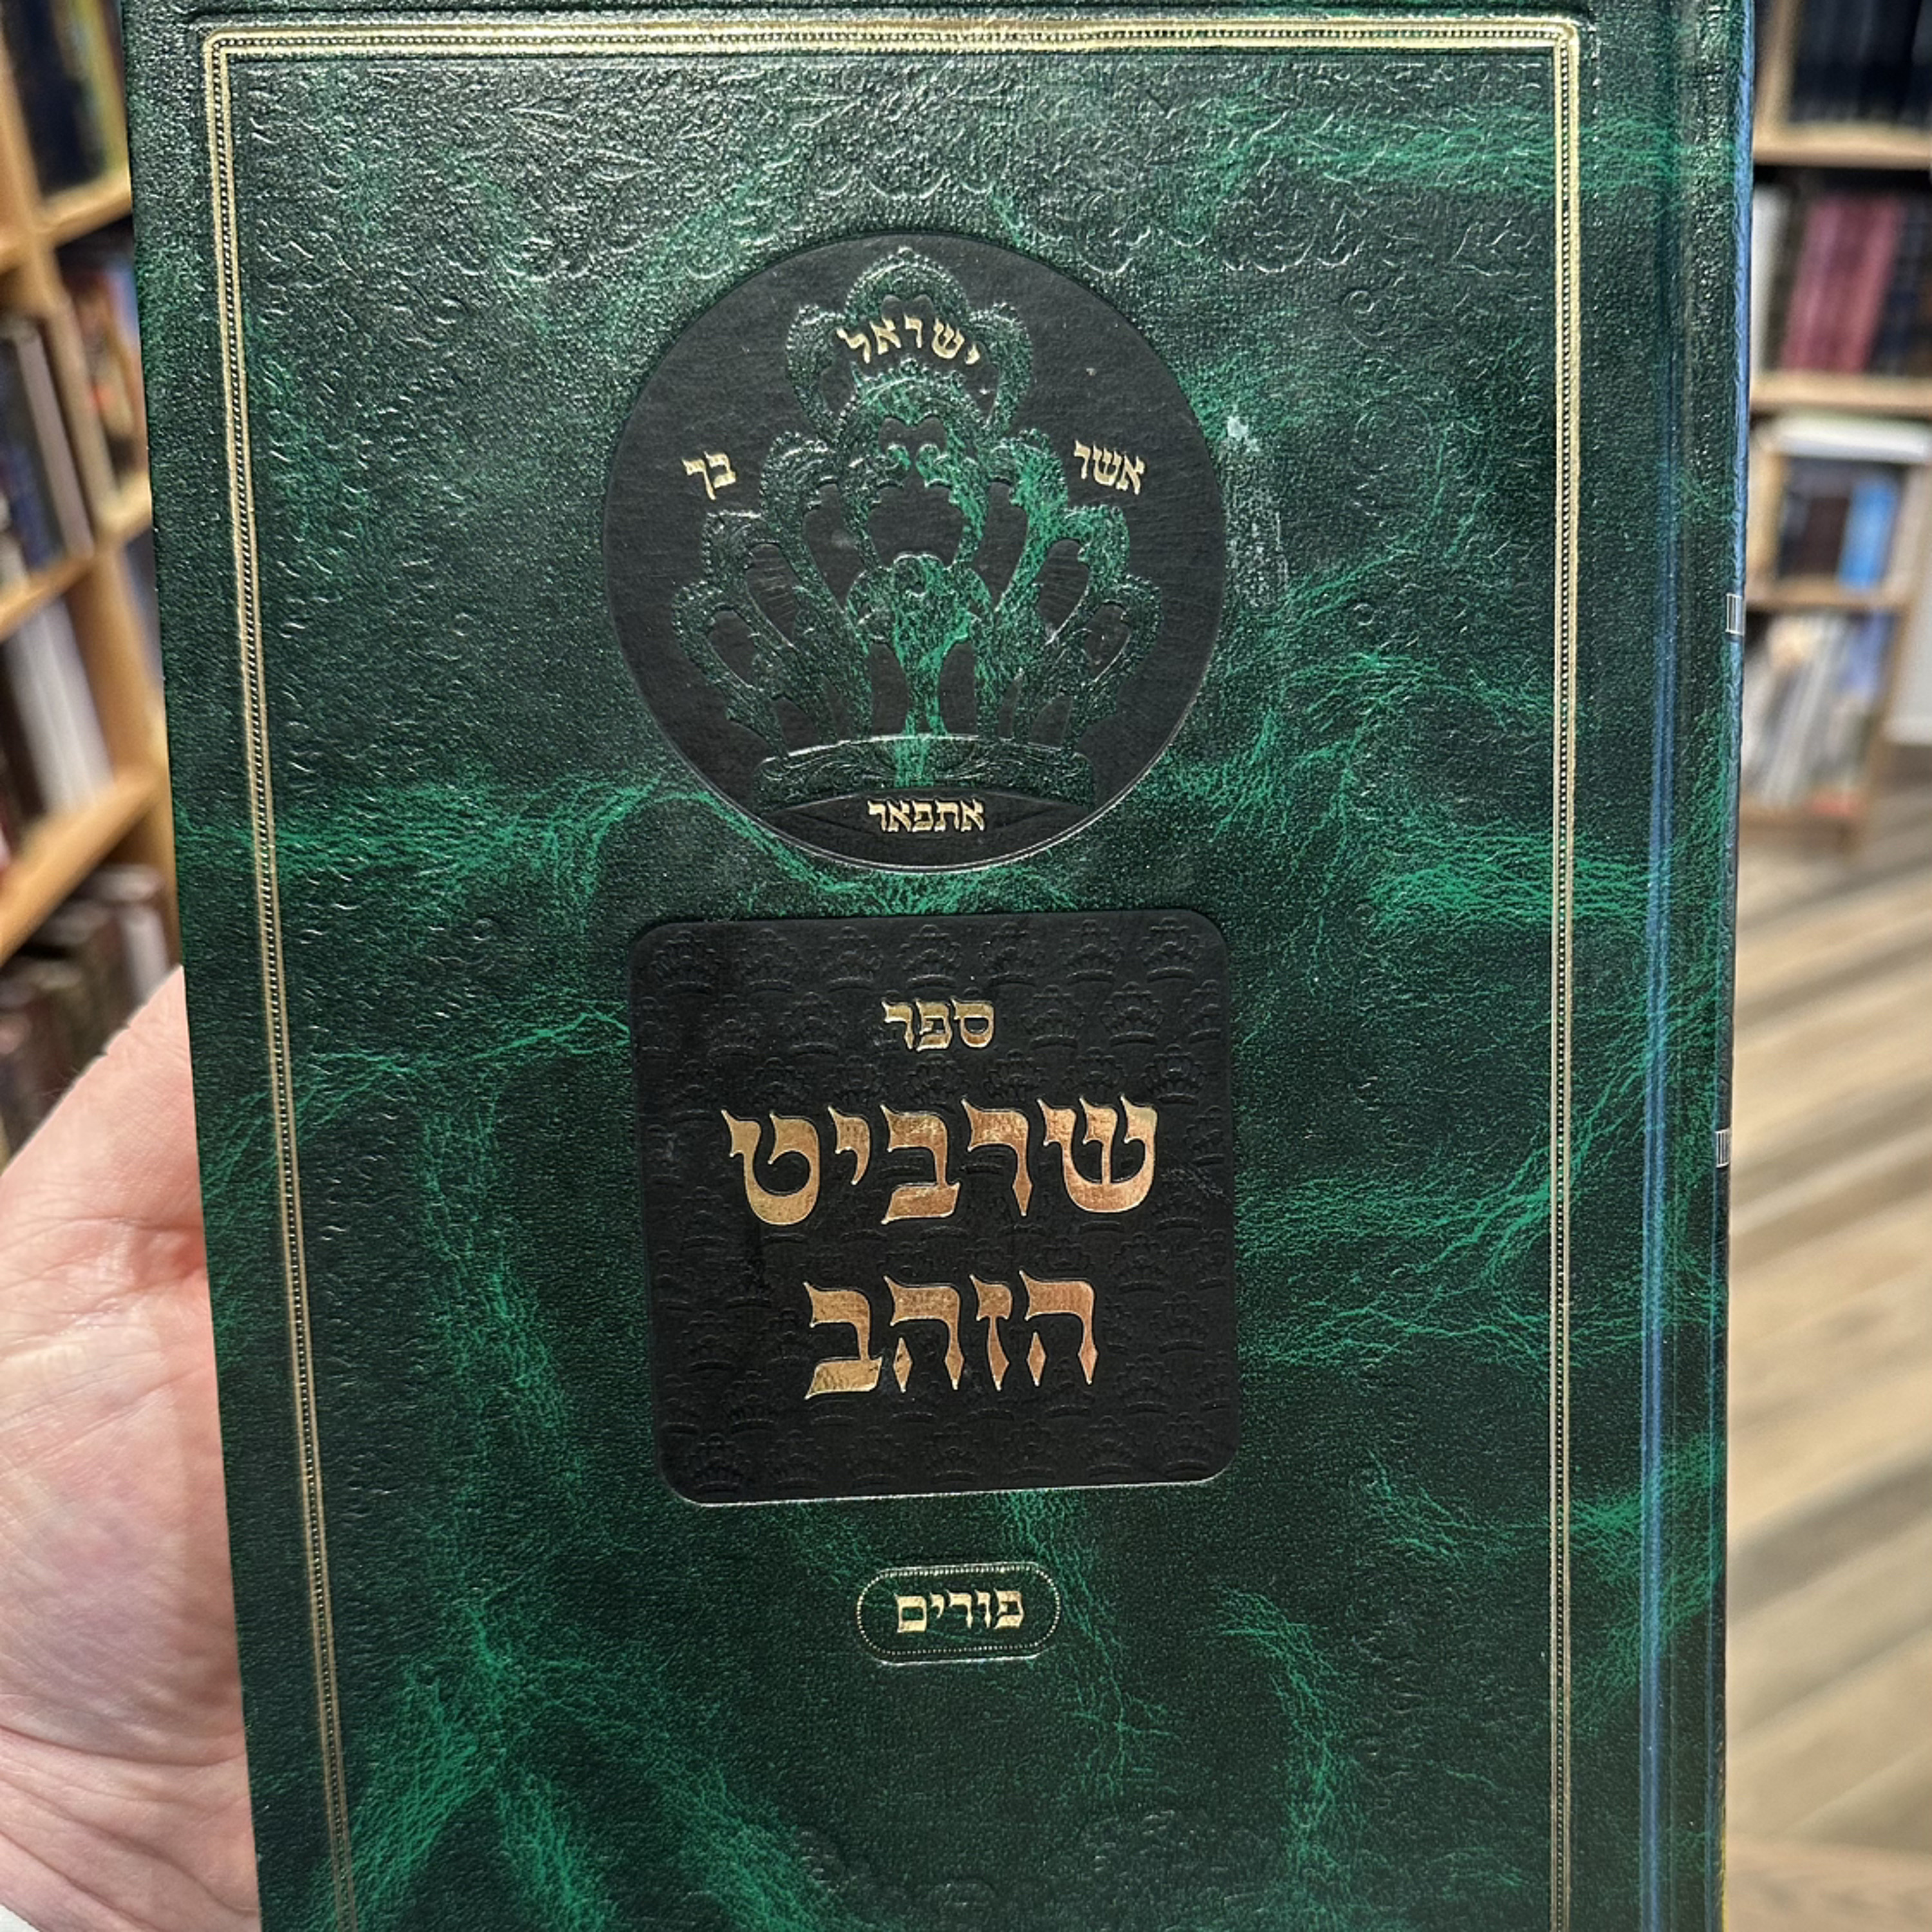 ישראל
אשר בך
אתפאר
ספר
שרביט
הזהב
פורים